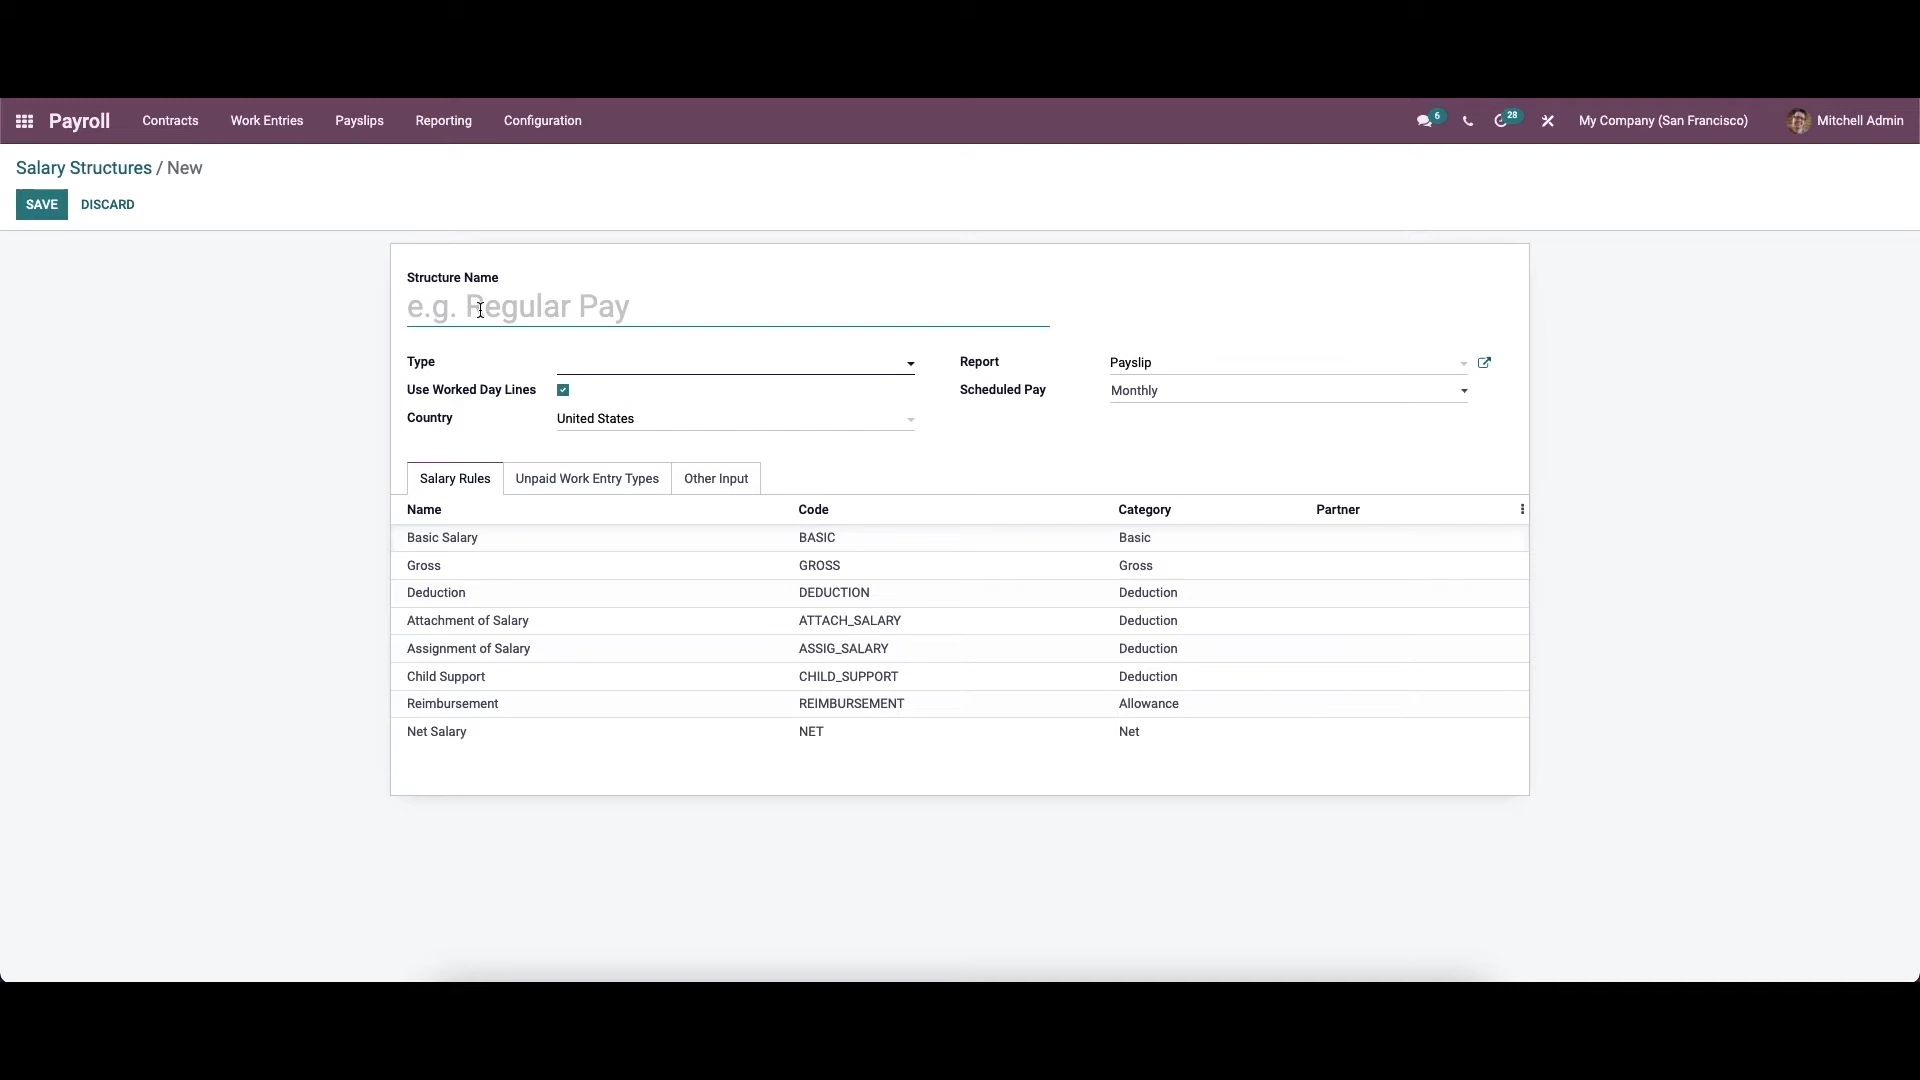 Payroll Contracts Work Entries Payslips Reporting Configuration 6 28 My Company (San Francisco) Mitchell Admin
Salary Structures / New
SAVE DISCARD
Structure Name
e.g. Regular Pay
Type Report Payslip
Use Worked Day Lines Scheduled Pay Monthly
Country United States
Salary Rules Unpaid Work Entry Types Other Input
Name Code Category Partner
Basic Salary BASIC Basic
Gross GROSS Gross
Deduction DEDUCTION Deduction
Attachment of Salary ATTACH_SALARY Deduction
Assignment of Salary ASSIG_SALARY Deduction
Child Support CHILD_SUPPORT Deduction
Reimbursement REIMBURSEMENT Allowance
Net Salary NET Net